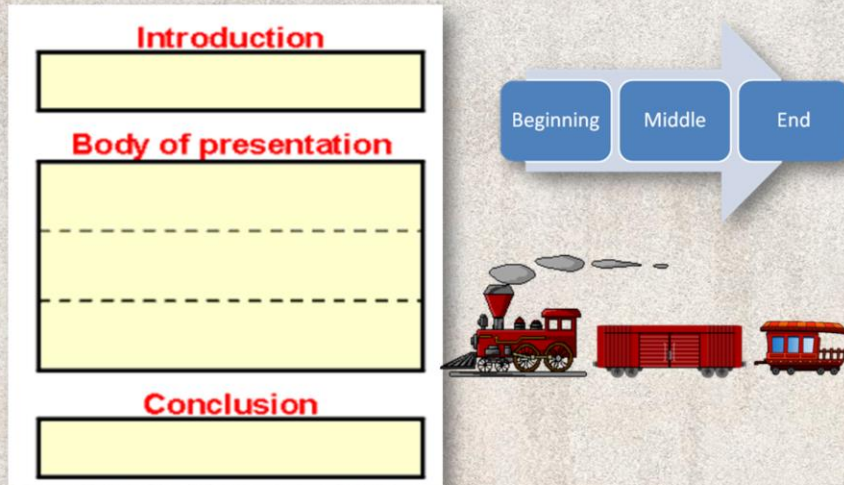 Introduction
Body of presentation
Conclusion
Beginning
Middle
End